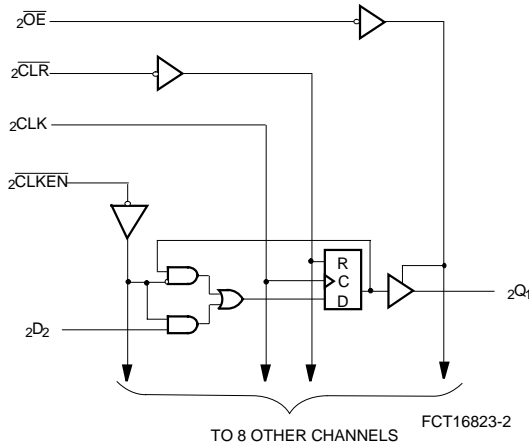 2OE
2CLR
2CLK
2CLKEN
R
C
D
2D2
2Q1
FCT16823-2
TO 8 OTHER CHANNELS